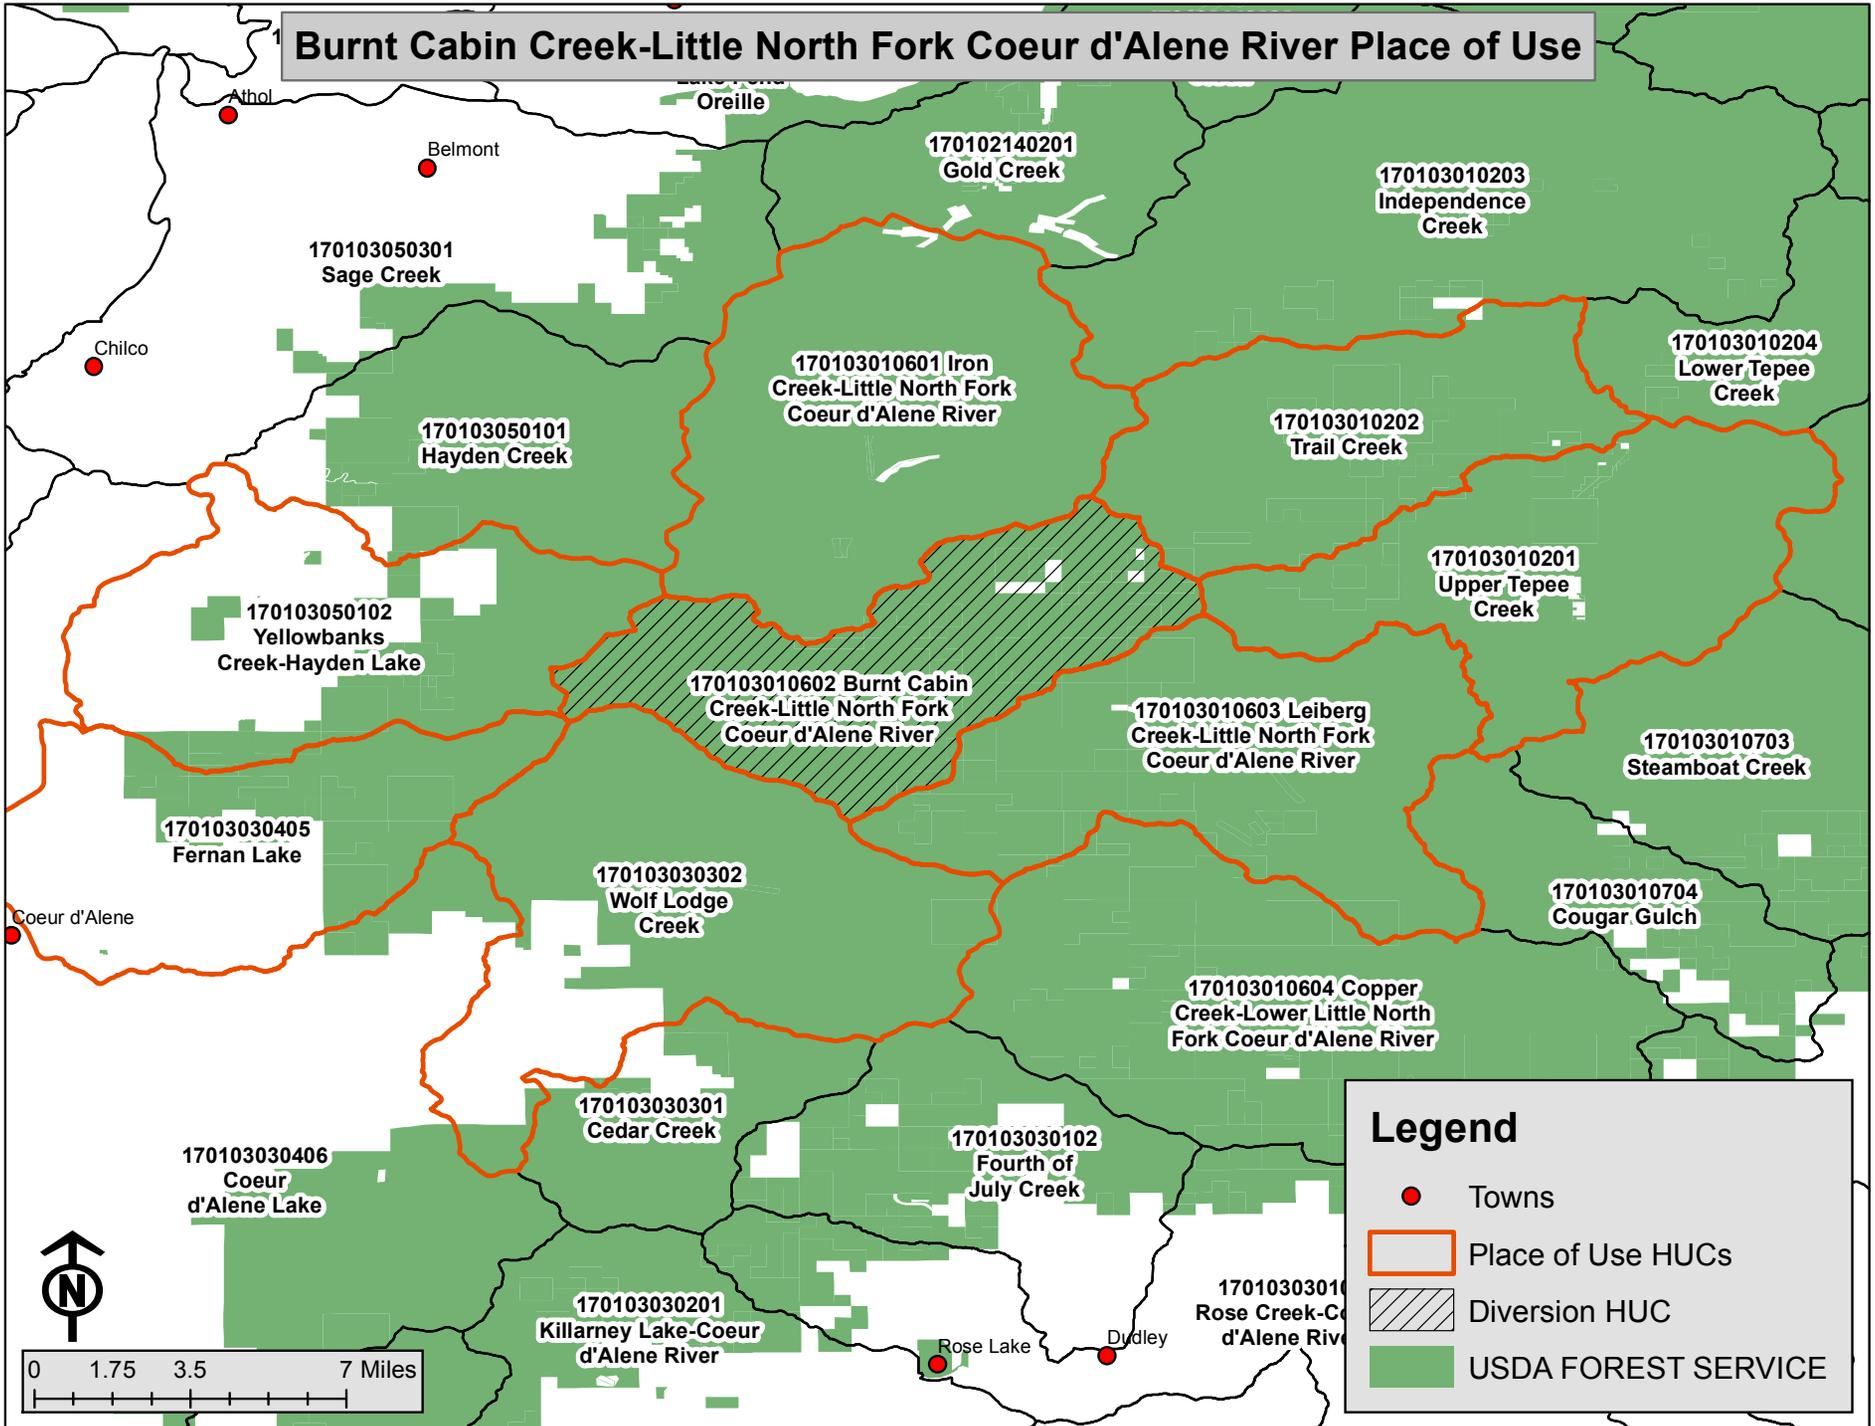 Burnt Cabin Creek-Little North Fork Coeur d'Alene River Place of Use
Oreille
Athol
Belmont
170102140201
Gold Creek
170103010203
Independence
Creek
170103050301
Sage Creek
Chilco
170103010204
Lower Tepee
Creek
170103010601 Iron
Creek-Little North Fork
Coeur d'Alene River
170103050101
Hayden Creek
170103010202
Trail Creek
170103010201
Upper Tepee
Creek
170103050102
Yellowbanks
Creek-Hayden Lake
170103010602 Burnt Cabin
Creek-Little North Fork
Coeur d'Alene River
170103010603 Leiberg
Creek-Little North Fork
Coeur d'Alene River
170103010703
Steamboat Creek
170103030405
Fernan Lake
170103030302
Wolf Lodge
Creek
170103010704
Cougar Gulch
Coeur d'Alene
170103010604 Copper
Creek-Lower Little North
Fork Coeur d'Alene River
170103030301
Cedar Creek
170103030102
Fourth of
July Creek
170103030406
Coeur
d'Alene Lake
170103030201
Killarney Lake-Coeur
d'Alene River
Rose Lake
Dudley
17010303010
Rose Creek-Co
d'Alene Rive
N
0 1.75 3.5 7 Miles
Legend
Towns
Place of Use HUCs
Diversion HUC
USDA FOREST SERVICE